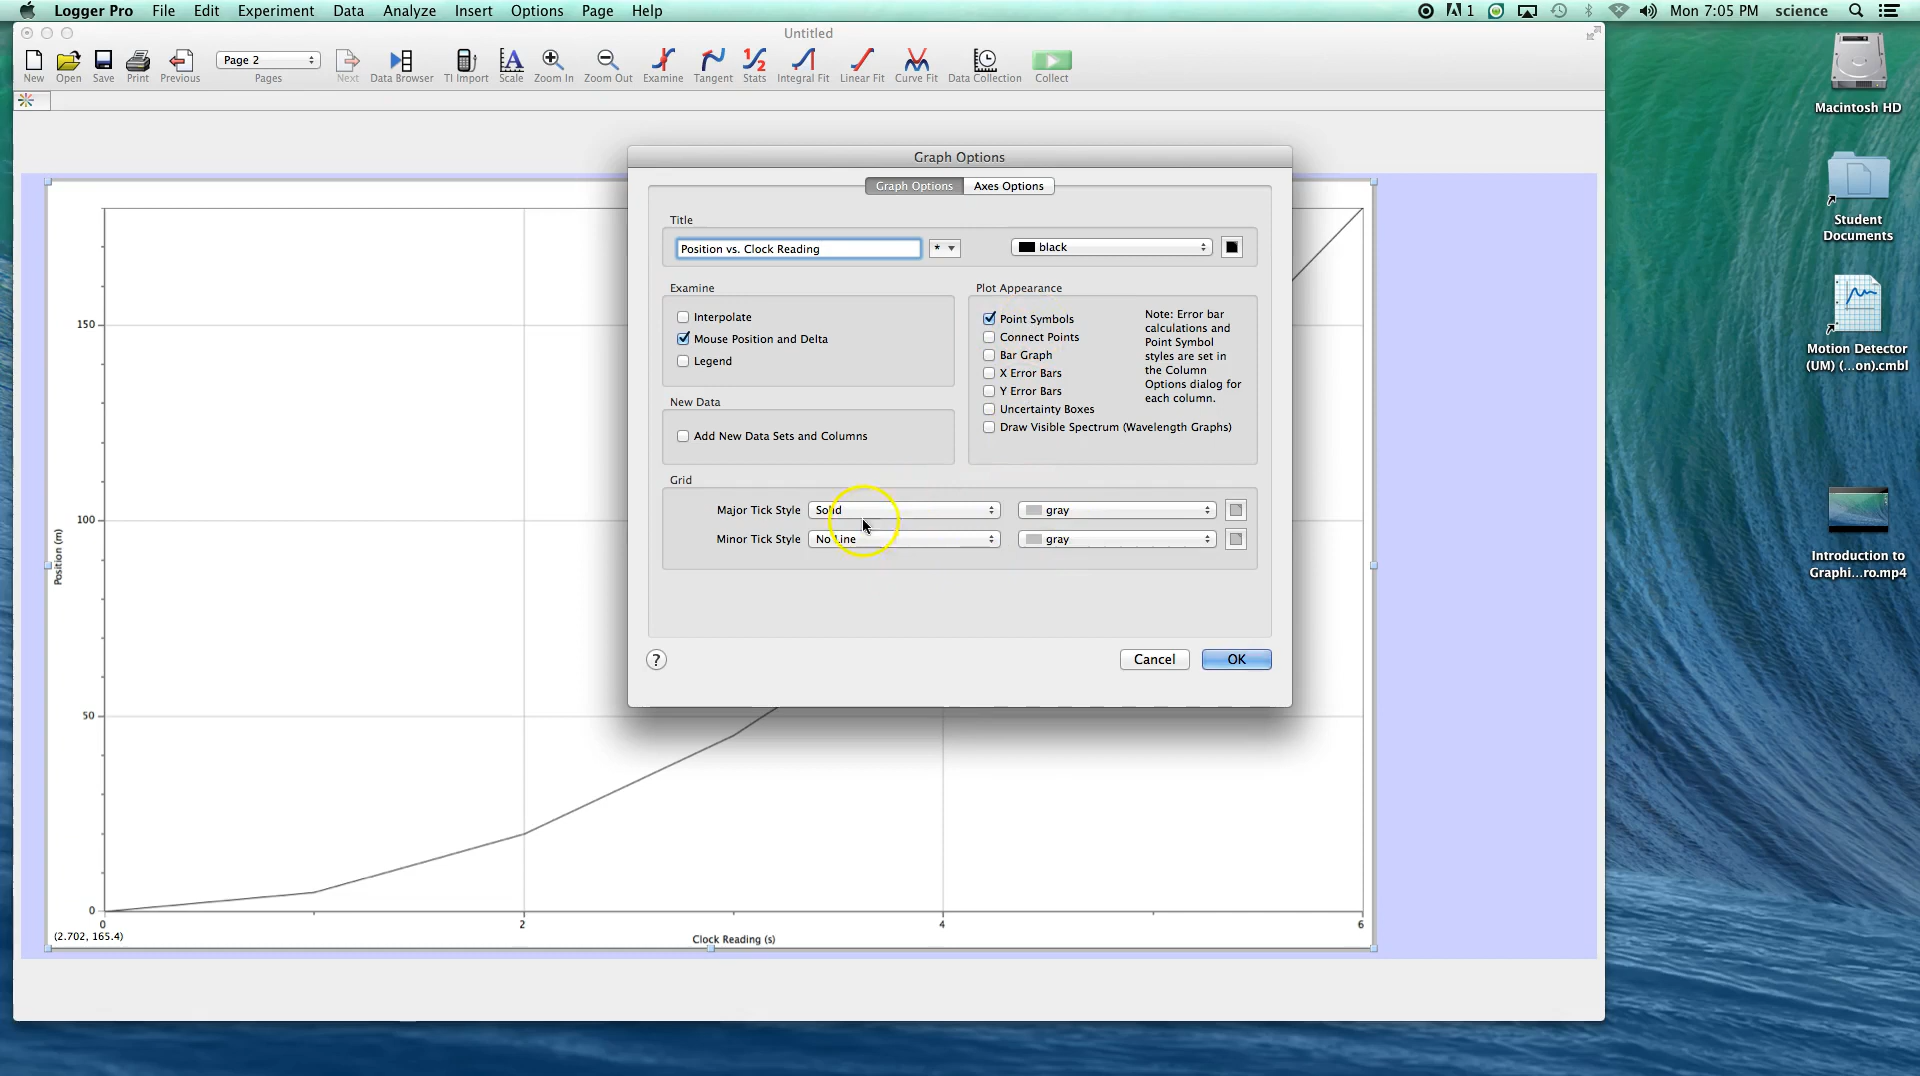 Logger Pro File Edit Experiment Data Analyze Insert Options Page Help
1 Mon 7:05 PM science
Untitled
Page 2
New Open Save Print Previous Pages Next Data Browser TI Import Scale Zoom In Zoom Out Examine Tangent Stats Integral Fit Linear Fit Curve Fit Data Collection Collect
Graph Options
Graph Options Axes Options
Title
Position vs. Clock Reading * black
Examine
Interpolate
Mouse Position and Delta
Legend
New Data
Add New Data Sets and Columns
Plot Appearance
Point Symbols
Connect Points
Bar Graph
X Error Bars
Y Error Bars
Uncertainty Boxes
Draw Visible Spectrum (Wavelength Graphs)
Note: Error bar
calculations and
Point Symbol
styles are set in
the Column
Options dialog for
each column.
Grid
Major Tick Style Solid gray
Minor Tick Style No Line gray
? Cancel OK
150
100
50
0
Position (m)
0 2 4 6
(2.702, 165.4)
Clock Reading (s)
Macintosh HD
Student
Documents
Motion Detector
(UM) (...on).cmbl
Introduction to
Graphi...ro.mp4